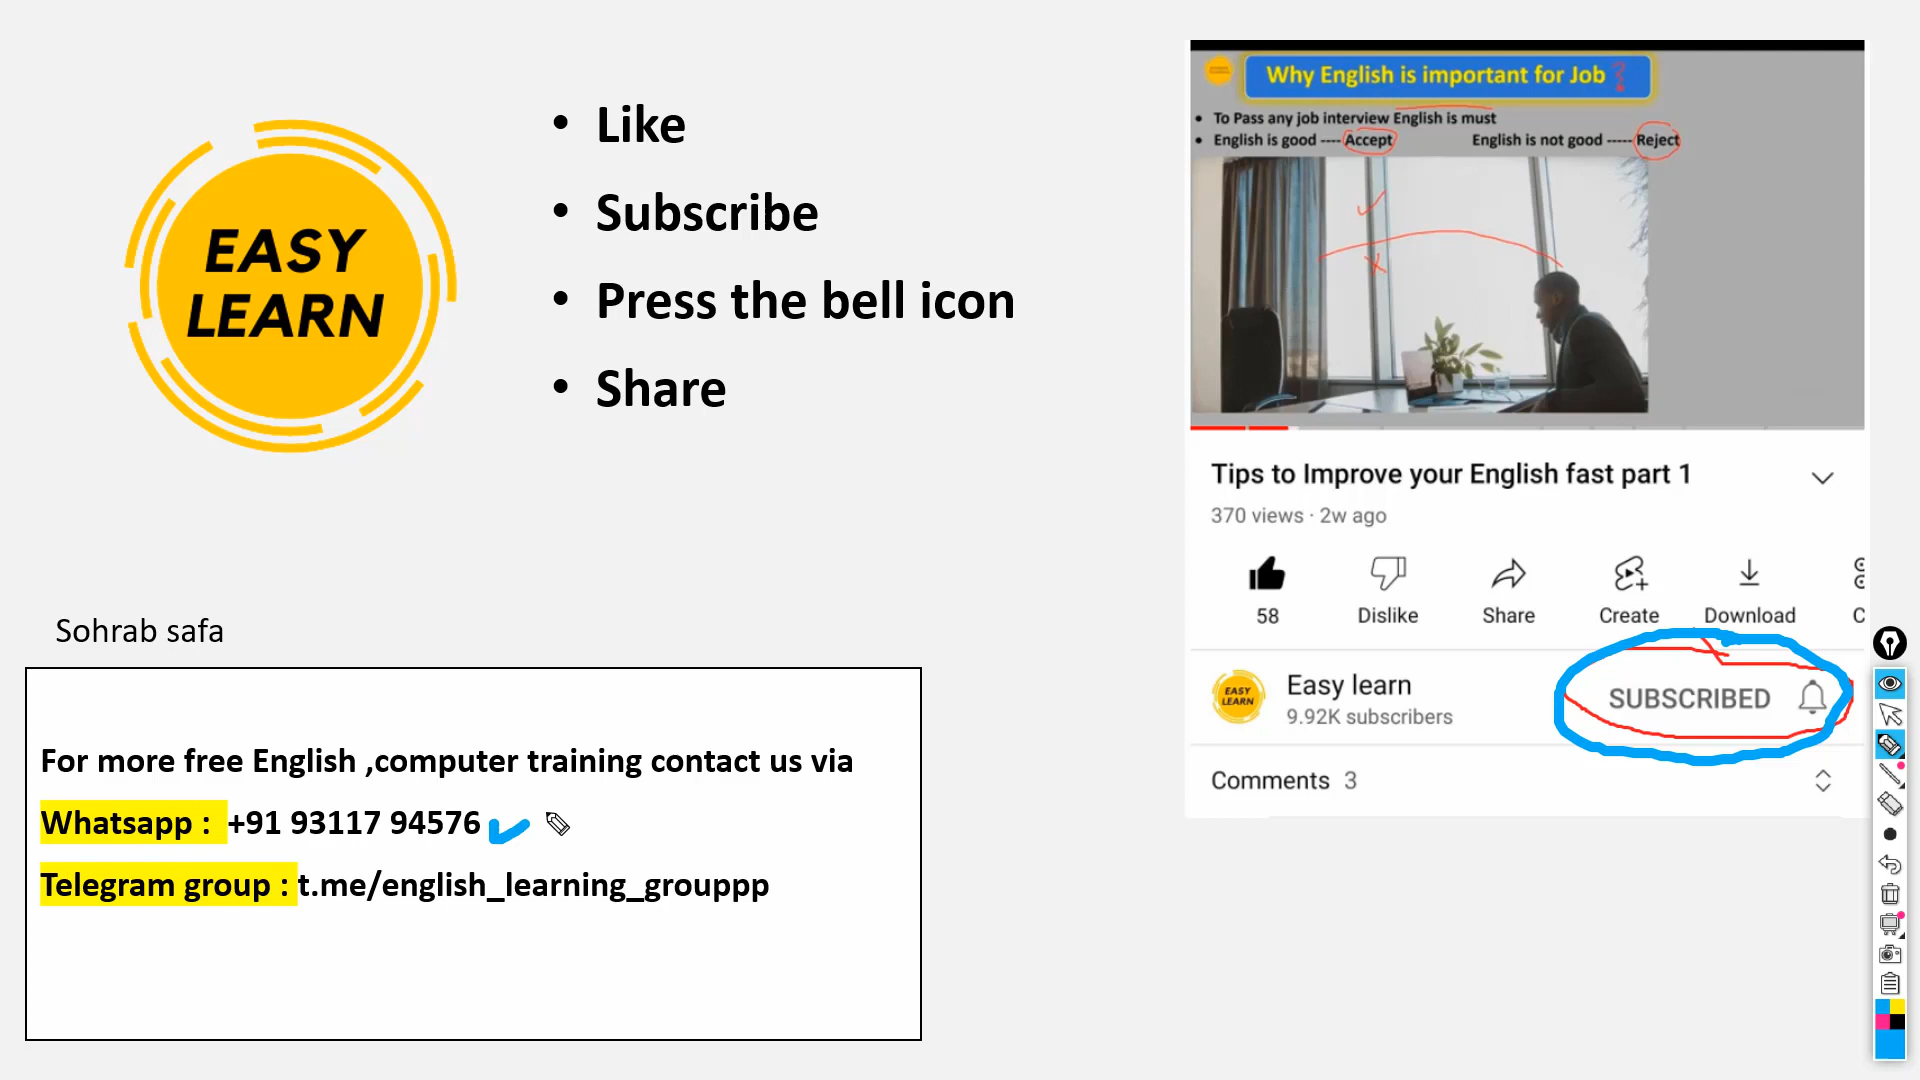 EASY
LEARN
• Like
• Subscribe
• Press the bell icon
• Share
Sohrab safa
For more free English ,computer training contact us via
Whatsapp : +91 93117 94576
Telegram group : t.me/english_learning_grouppp
Why English is important for Job ?
• To Pass any job interview English is must
• English is good ---- Accept English is not good ----- Reject
Tips to Improve your English fast part 1
370 views · 2w ago
58 Dislike Share Create Download C
EASY
LEARN
Easy learn
9.92K subscribers
SUBSCRIBED
Comments 3